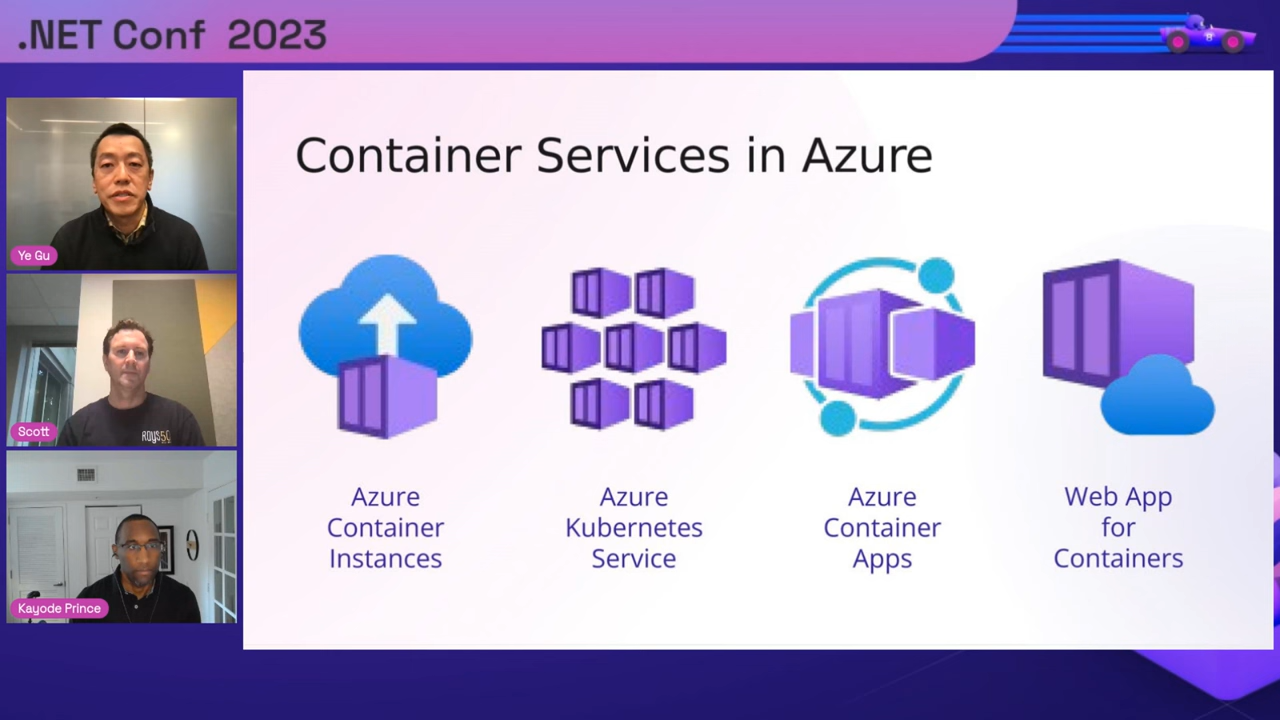 .NET Conf 2023
Ye Gu
Scott
Kayode Prince
Container Services in Azure
Azure
Container
Instances
Azure
Kubernetes
Service
Azure
Container
Apps
Web App
for
Containers